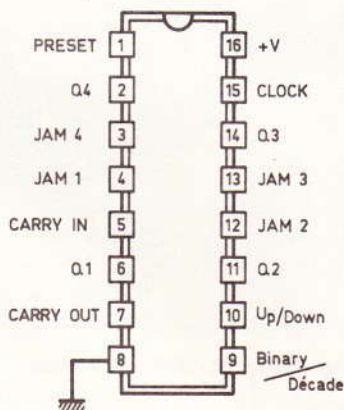 PRESET 1 16 +V
Q4 2 15 CLOCK
JAM 4 3 14 Q3
JAM 1 4 13 JAM 3
CARRY IN 5 12 JAM 2
Q1 6 11 Q2
CARRY OUT 7 10 Up/Down
8 9 Binary
Décade